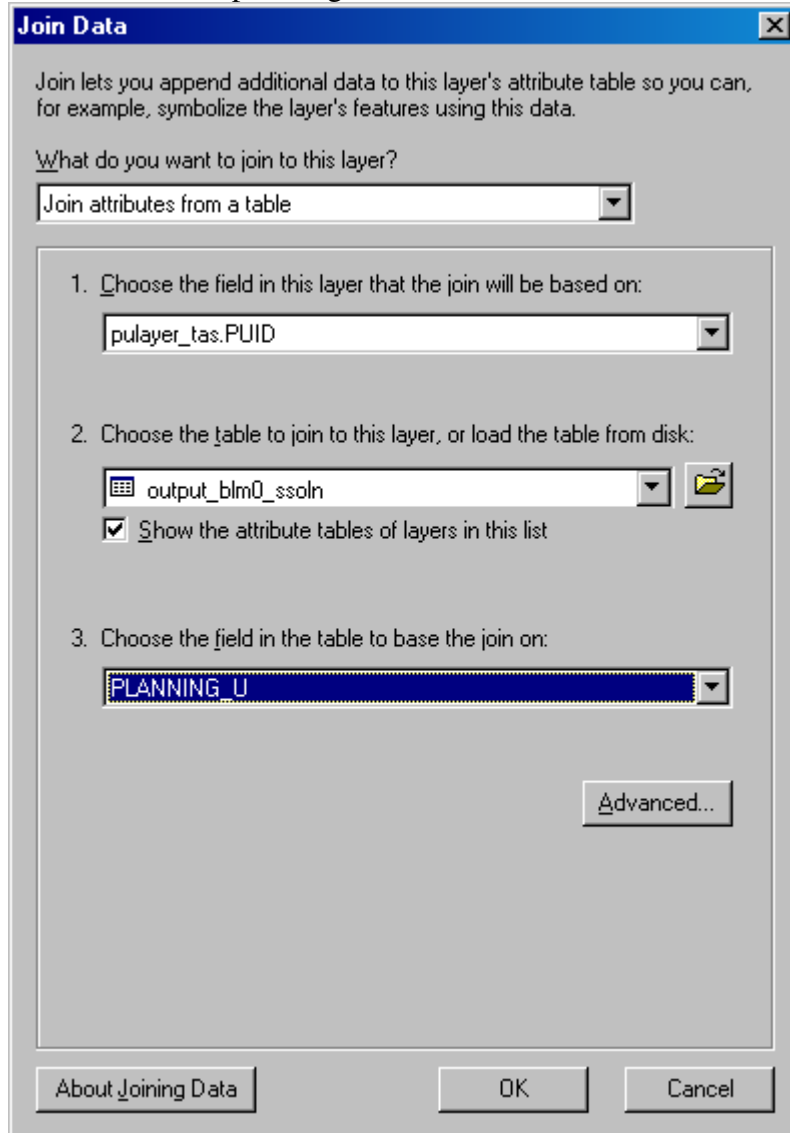 Join Data
Join lets you append additional data to this layer's attribute table so you can,
for example, symbolize the layer's features using this data.
What do you want to join to this layer?
Join attributes from a table
1. Choose the field in this layer that the join will be based on:
pulayer_tas.PUID
2. Choose the table to join to this layer, or load the table from disk:
output_blm0_ssoln
Show the attribute tables of layers in this list
3. Choose the field in the table to base the join on:
PLANNING_U
Advanced...
About Joining Data
OK
Cancel